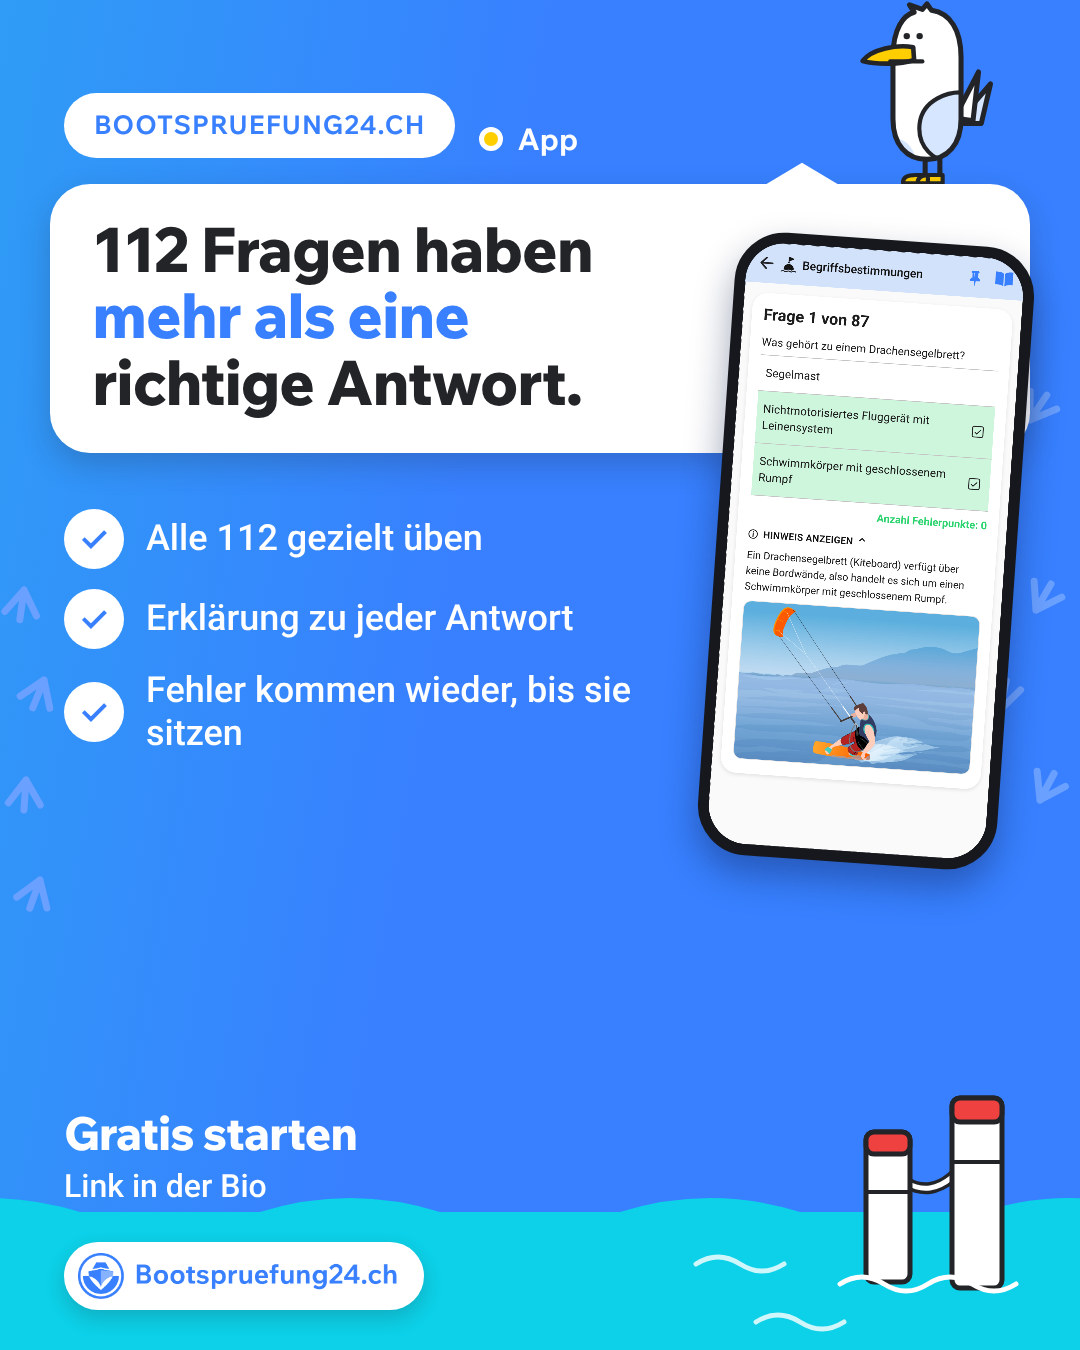 BOOTSPRUEFUNG24.CH
App
112 Fragen haben
mehr als eine
richtige Antwort.
Alle 112 gezielt üben
Erklärung zu jeder Antwort
Fehler kommen wieder, bis sie
sitzen
Begriffsbestimmungen
Frage 1 von 87
Was gehört zu einem Drachensegelbrett?
Segelmast
Nichtmotorisiertes Fluggerät mit
Leinensystem
Schwimmkörper mit geschlossenem
Rumpf
Anzahl Fehlerpunkte: 0
HINWEIS ANZEIGEN
Ein Drachensegelbrett (Kiteboard) verfügt über
keine Bordwände, also handelt es sich um einen
Schwimmkörper mit geschlossenem Rumpf.
Gratis starten
Link in der Bio
Bootspruefung24.ch